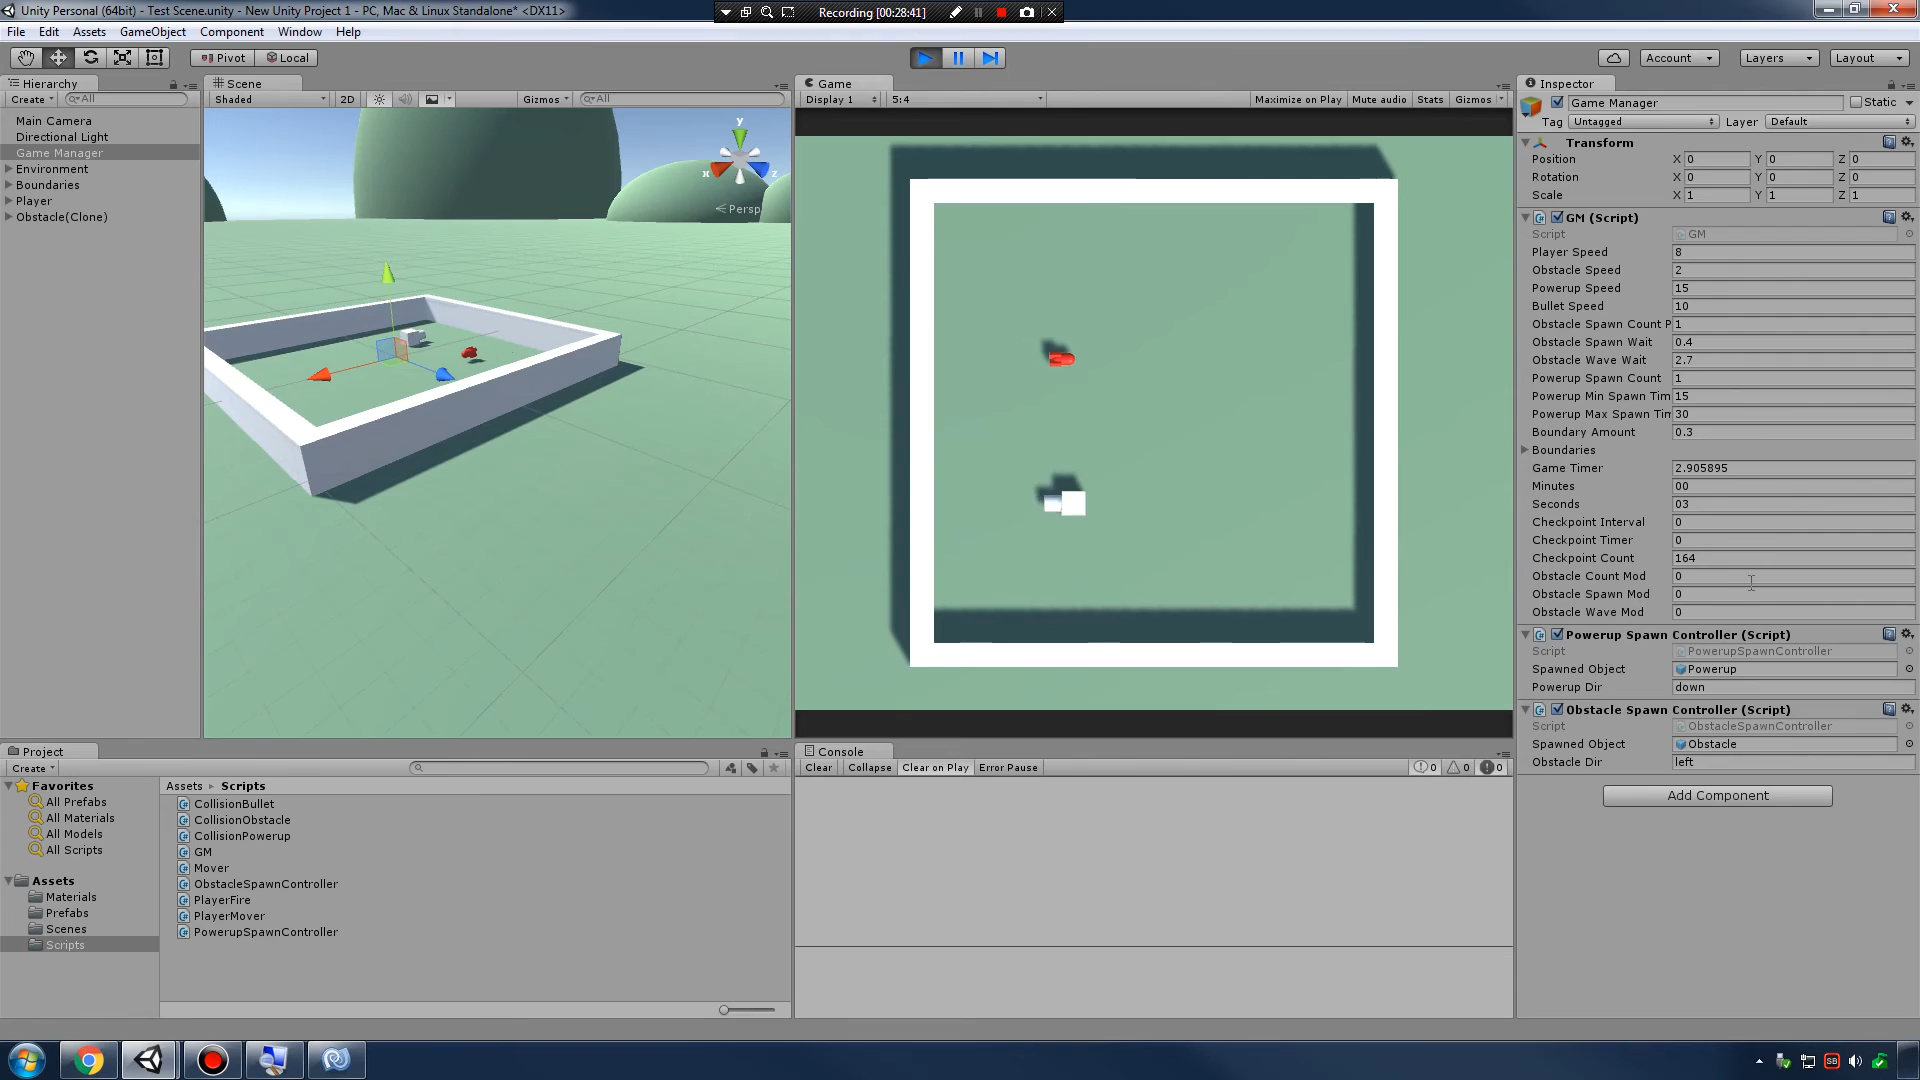 Unity Personal (64bit) - Test Scene.unity - New Unity Project 1 - PC, Mac & Linux Standalone* <DX11>
Recording [00:28:41]
File Edit Assets GameObject Component Window Help
Pivot Local
Account Layers Layout
Hierarchy
Create All
Main Camera
Directional Light
Game Manager
Environment
Boundaries
Player
Obstacle(Clone)
Scene
Shaded 2D Gizmos All
y
x
z
Persp
Game
Display 1 5:4 Maximize on Play Mute audio Stats Gizmos
Inspector
Game Manager Static
Tag Untagged Layer Default
Transform
Position X 0 Y 0 Z 0
Rotation X 0 Y 0 Z 0
Scale X 1 Y 1 Z 1
GM (Script)
Script GM
Player Speed 8
Obstacle Speed 2
Powerup Speed 15
Bullet Speed 10
Obstacle Spawn Count P 1
Obstacle Spawn Wait 0.4
Obstacle Wave Wait 2.7
Powerup Spawn Count 1
Powerup Min Spawn Tim 15
Powerup Max Spawn Tim 30
Boundary Amount 0.3
Boundaries
Game Timer 2.905895
Minutes 00
Seconds 03
Checkpoint Interval 0
Checkpoint Timer 0
Checkpoint Count 164
Obstacle Count Mod 0
Obstacle Spawn Mod 0
Obstacle Wave Mod 0
Powerup Spawn Controller (Script)
Script PowerupSpawnController
Spawned Object Powerup
Powerup Dir down
Obstacle Spawn Controller (Script)
Script ObstacleSpawnController
Spawned Object Obstacle
Obstacle Dir left
Add Component
Project
Create
Favorites
All Prefabs
All Materials
All Models
All Scripts
Assets
Materials
Prefabs
Scenes
Scripts
Assets Scripts
CollisionBullet
CollisionObstacle
CollisionPowerup
GM
Mover
ObstacleSpawnController
PlayerFire
PlayerMover
PowerupSpawnController
Console
Clear Collapse Clear on Play Error Pause 0 0 0
SB